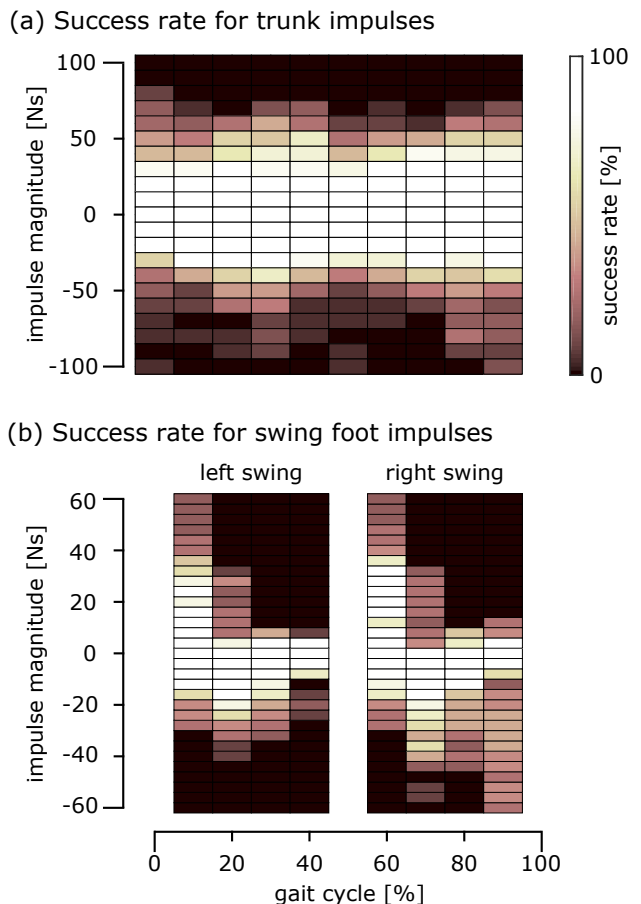 (a) Success rate for trunk impulses
100
50
0
-50
-100
impulse magnitude [Ns]
100
0
success rate [%]
(b) Success rate for swing foot impulses
left swing
right swing
60
40
20
0
-20
-40
-60
impulse magnitude [Ns]
0 20 40 60 80 100
gait cycle [%]